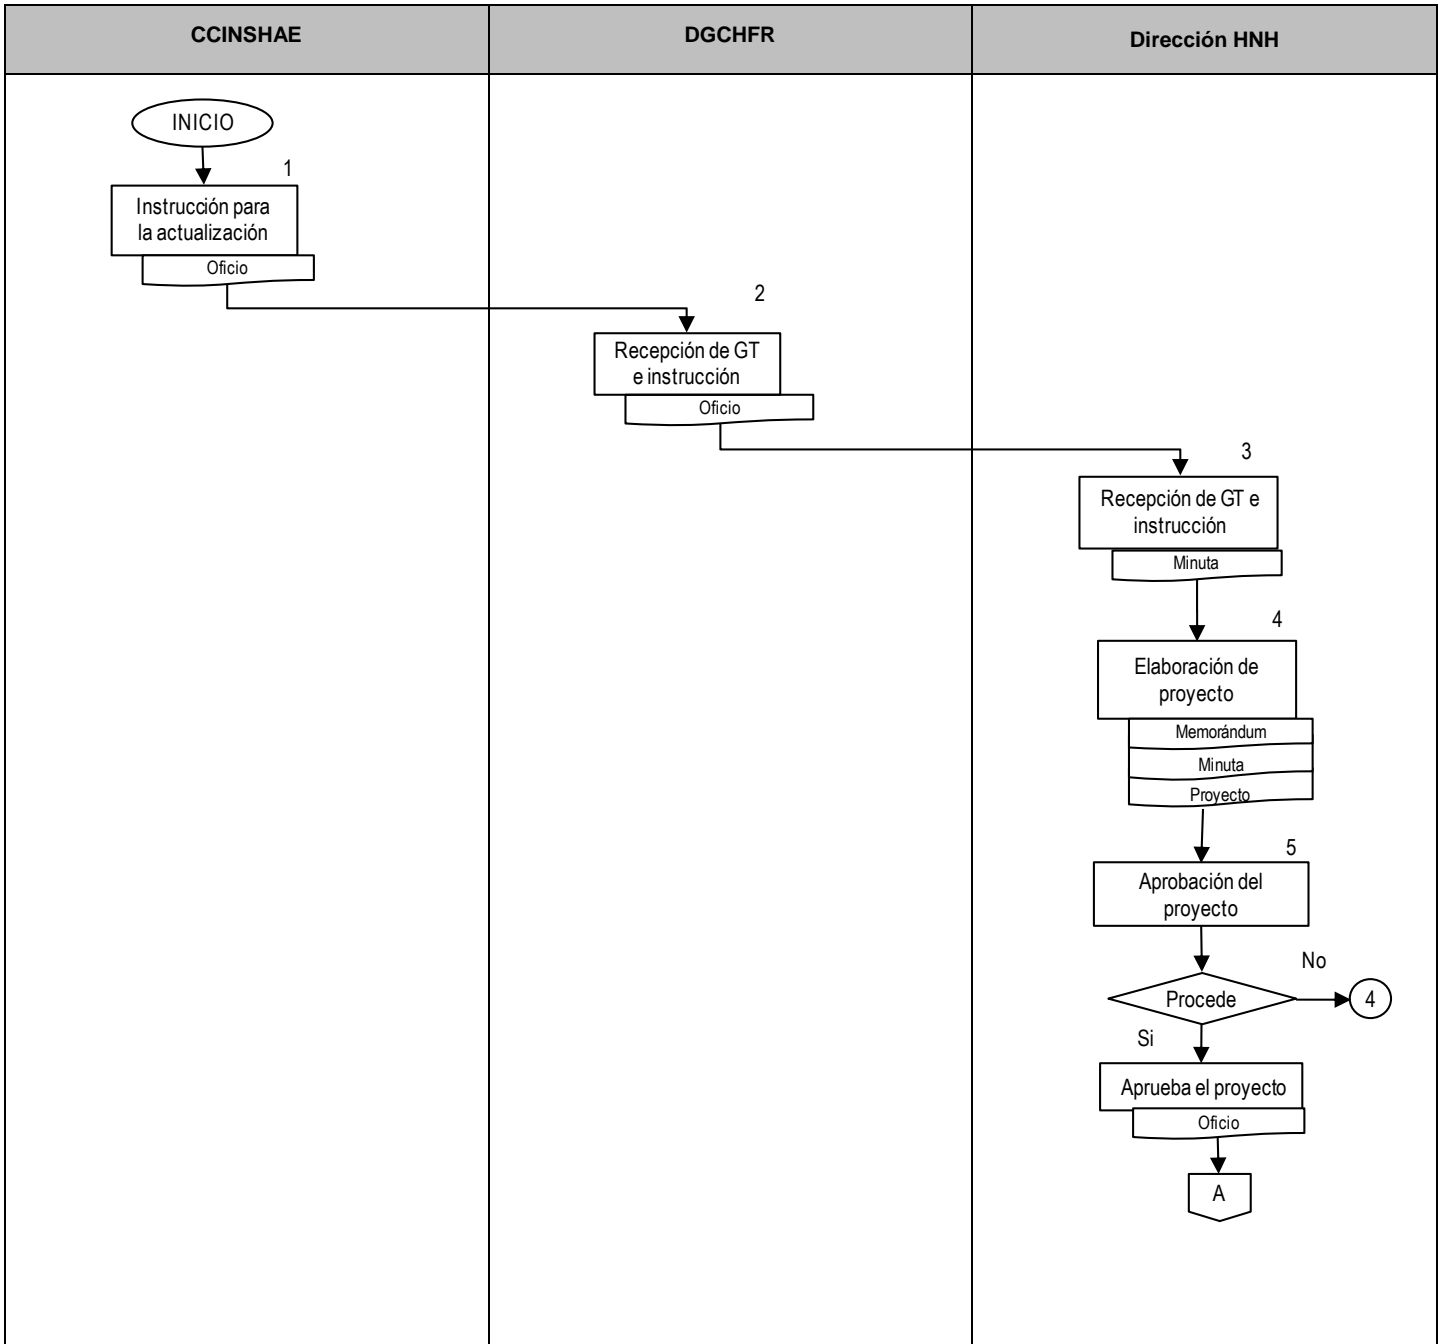 CCINSHAE
DGCHFR
Dirección HNH
INICIO
1
Instrucción para
la actualización
Oficio
2
Recepción de GT
e instrucción
Oficio
3
Recepción de GT e
instrucción
Minuta
4
Elaboración de
proyecto
Memorándum
Minuta
Proyecto
5
Aprobación del
proyecto
No
Procede
4
Si
Aprueba el proyecto
Oficio
A